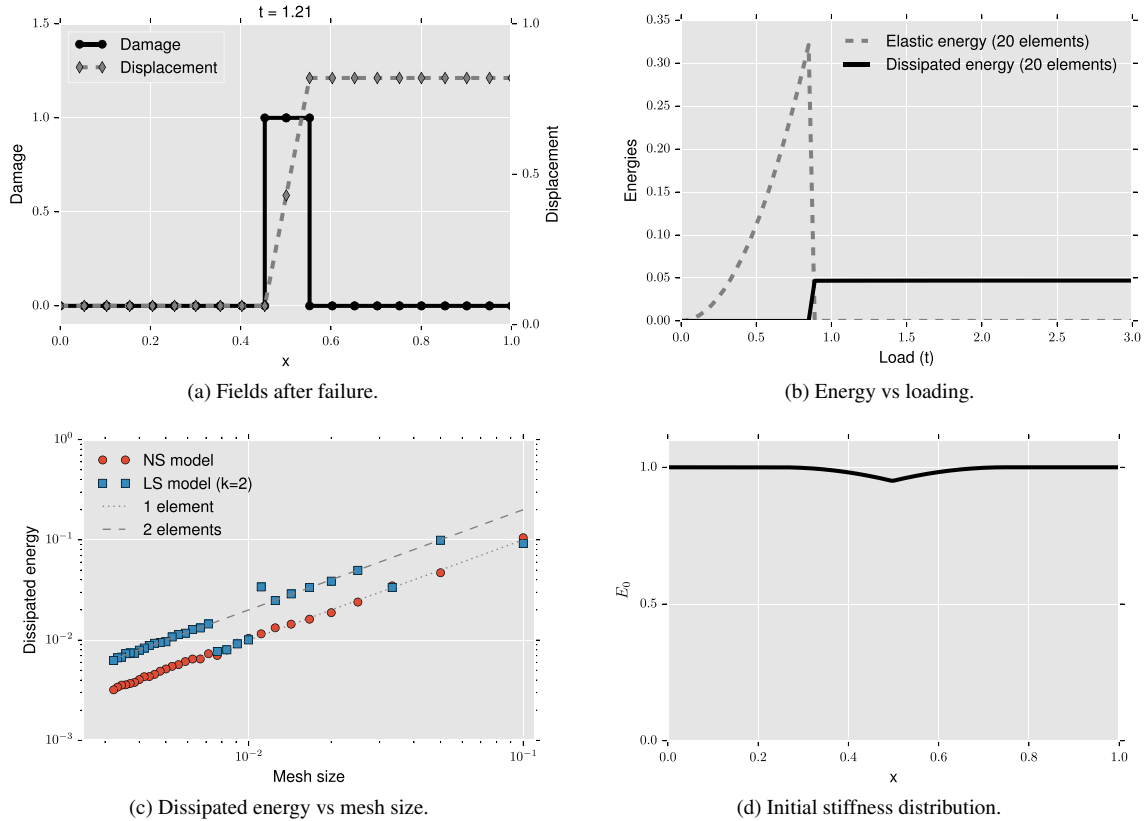 t = 1.21
1.5
1.0
0.5
0.0
Damage
Damage
Displacement
1.0
0.5
0.0
Displacement
0.0
0.2
0.4
0.6
0.8
1.0
x
(a) Fields after failure.
0.35
0.30
0.25
0.20
0.15
0.10
0.05
0.00
Energies
Elastic energy (20 elements)
Dissipated energy (20 elements)
0.0
0.5
1.0
1.5
2.0
2.5
3.0
Load (t)
(b) Energy vs loading.
10^0
10^-1
10^-2
10^-3
Dissipated energy
NS model
LS model (k=2)
1 element
2 elements
10^-2
10^-1
Mesh size
(c) Dissipated energy vs mesh size.
1.0
0.5
0.0
E_0
0.0
0.2
0.4
0.6
0.8
1.0
x
(d) Initial stiffness distribution.